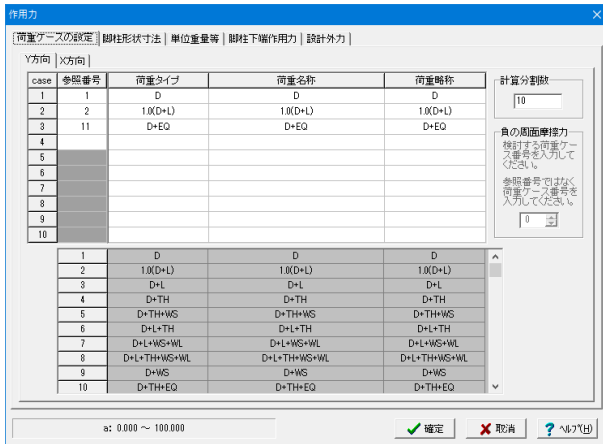 作用力
荷重ケースの設定 脚柱形状寸法 単位重量等 脚柱下端作用力 設計外力
Y方向 X方向
case 参照番号 荷重タイプ 荷重名称 荷重略称
1 1 D D D
2 2 1.0(D+L) 1.0(D+L) 1.0(D+L)
3 11 D+EQ D+EQ D+EQ
4
5
6
7
8
9
10
計算分割数
10
負の周面摩擦力
検討する荷重ケー
ス番号を入力して
ください。
参照番号ではなく
荷重ケース番号を
入力してください。
0
1 D D D
2 1.0(D+L) 1.0(D+L) 1.0(D+L)
3 D+L D+L D+L
4 D+TH D+TH D+TH
5 D+TH+WS D+TH+WS D+TH+WS
6 D+L+TH D+L+TH D+L+TH
7 D+L+WS+WL D+L+WS+WL D+L+WS+WL
8 D+L+TH+WS+WL D+L+TH+WS+WL D+L+TH+WS+WL
9 D+WS D+WS D+WS
10 D+TH+EQ D+TH+EQ D+TH+EQ
a: 0.000 ～ 100.000
確定 取消 ? ヘルプ(H)